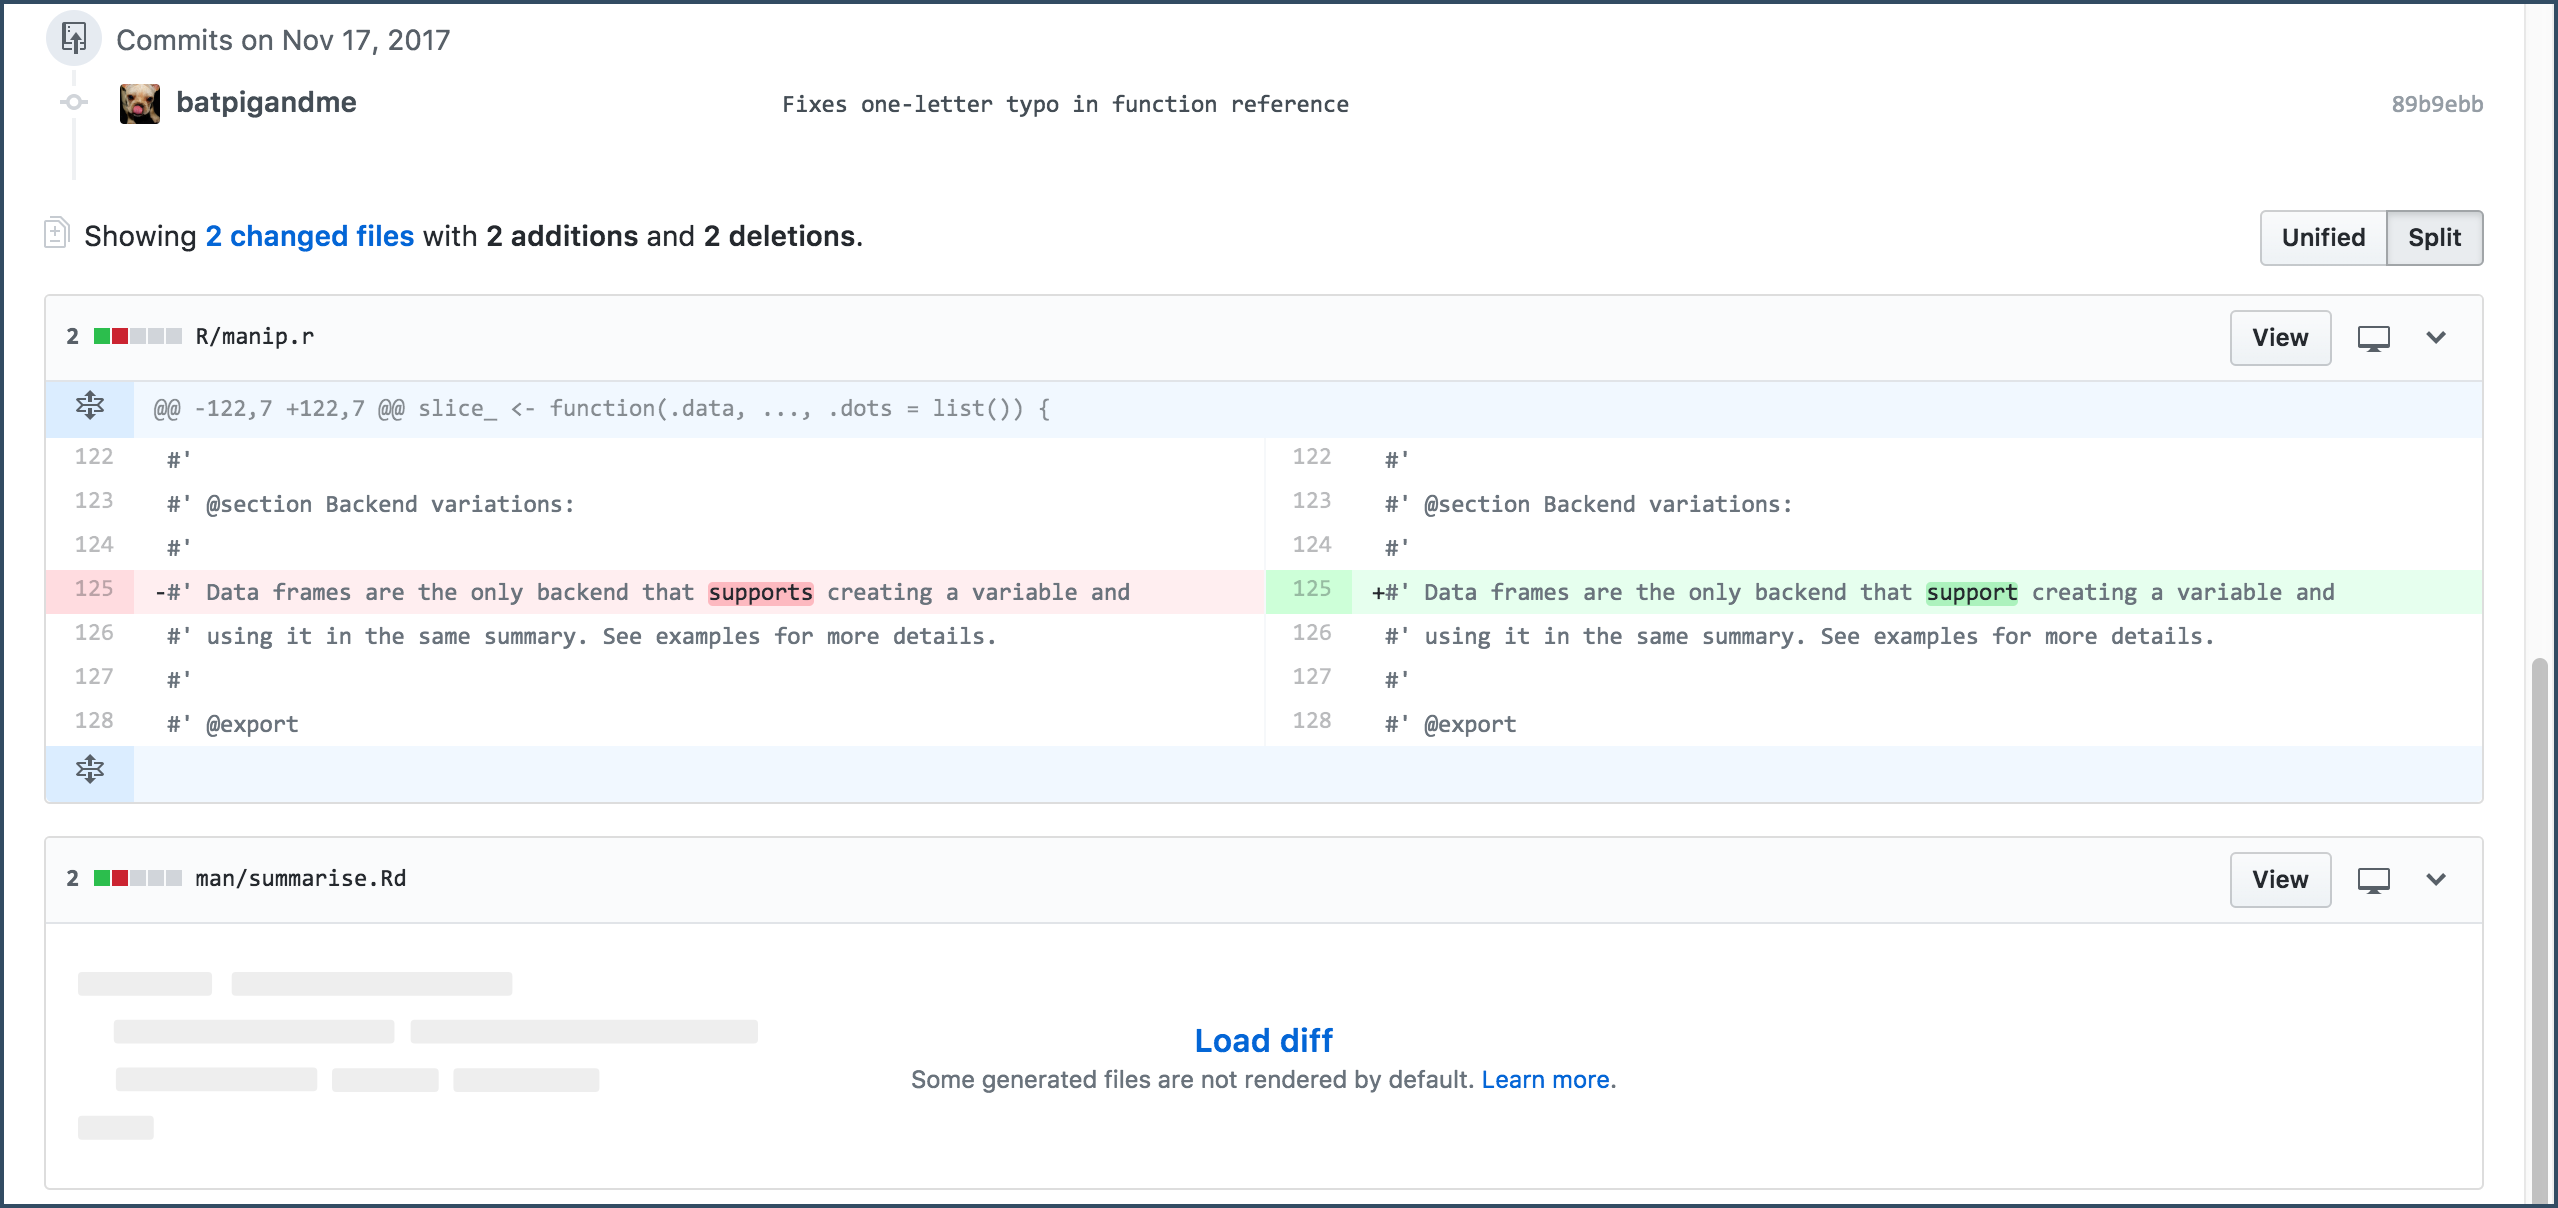 Commits on Nov 17, 2017
batpigandme Fixes one-letter typo in function reference 89b9ebb
Showing 2 changed files with 2 additions and 2 deletions. Unified Split
2 R/manip.r View
@@ -122,7 +122,7 @@ slice_ <- function(.data, ..., .dots = list()) {
122 #' 122 #'
123 #' @section Backend variations: 123 #' @section Backend variations:
124 #' 124 #'
125 -#' Data frames are the only backend that supports creating a variable and 125 +#' Data frames are the only backend that support creating a variable and
126 #' using it in the same summary. See examples for more details. 126 #' using it in the same summary. See examples for more details.
127 #' 127 #'
128 #' @export 128 #' @export
2 man/summarise.Rd View
Load diff
Some generated files are not rendered by default. Learn more.